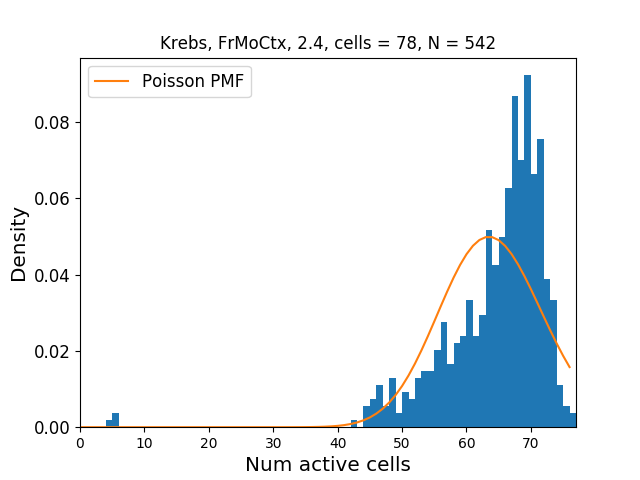 Krebs, FrMoCtx, 2.4, cells = 78, N = 542
Poisson PMF
Density
0.08
0.06
0.04
0.02
0.00
0 10 20 30 40 50 60 70
Num active cells